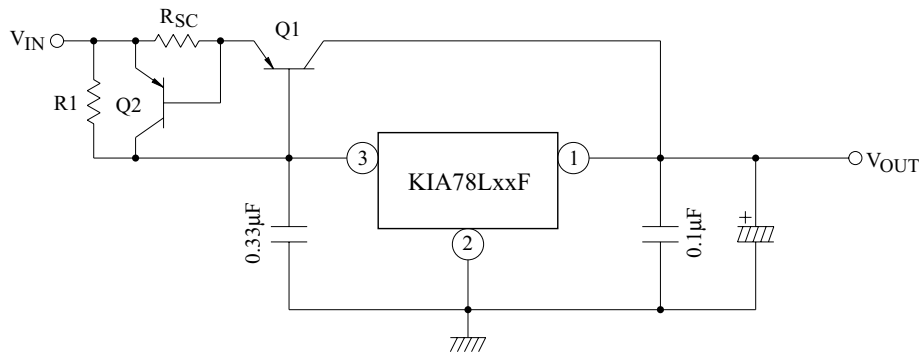 RSC
Q1
VIN
R1
Q2
3
KIA78LxxF
1
VOUT
0.33μF
2
0.1μF
+